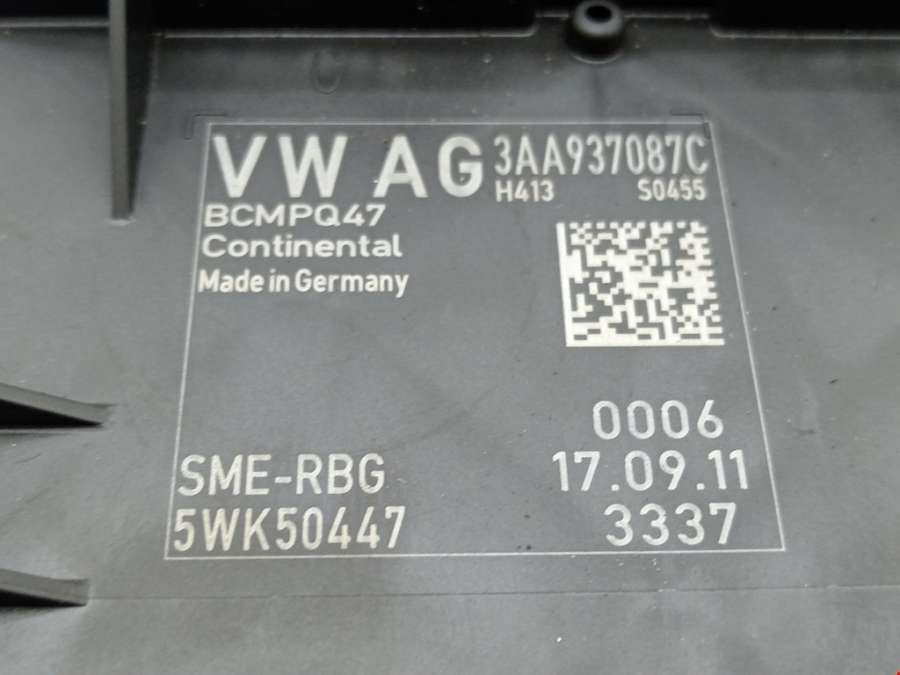 VW AG 3AA937087C
H413 S0455
BCMPQ47
Continental
Made in Germany
0006
SME-RBG 17.09.11
5WK50447 3337